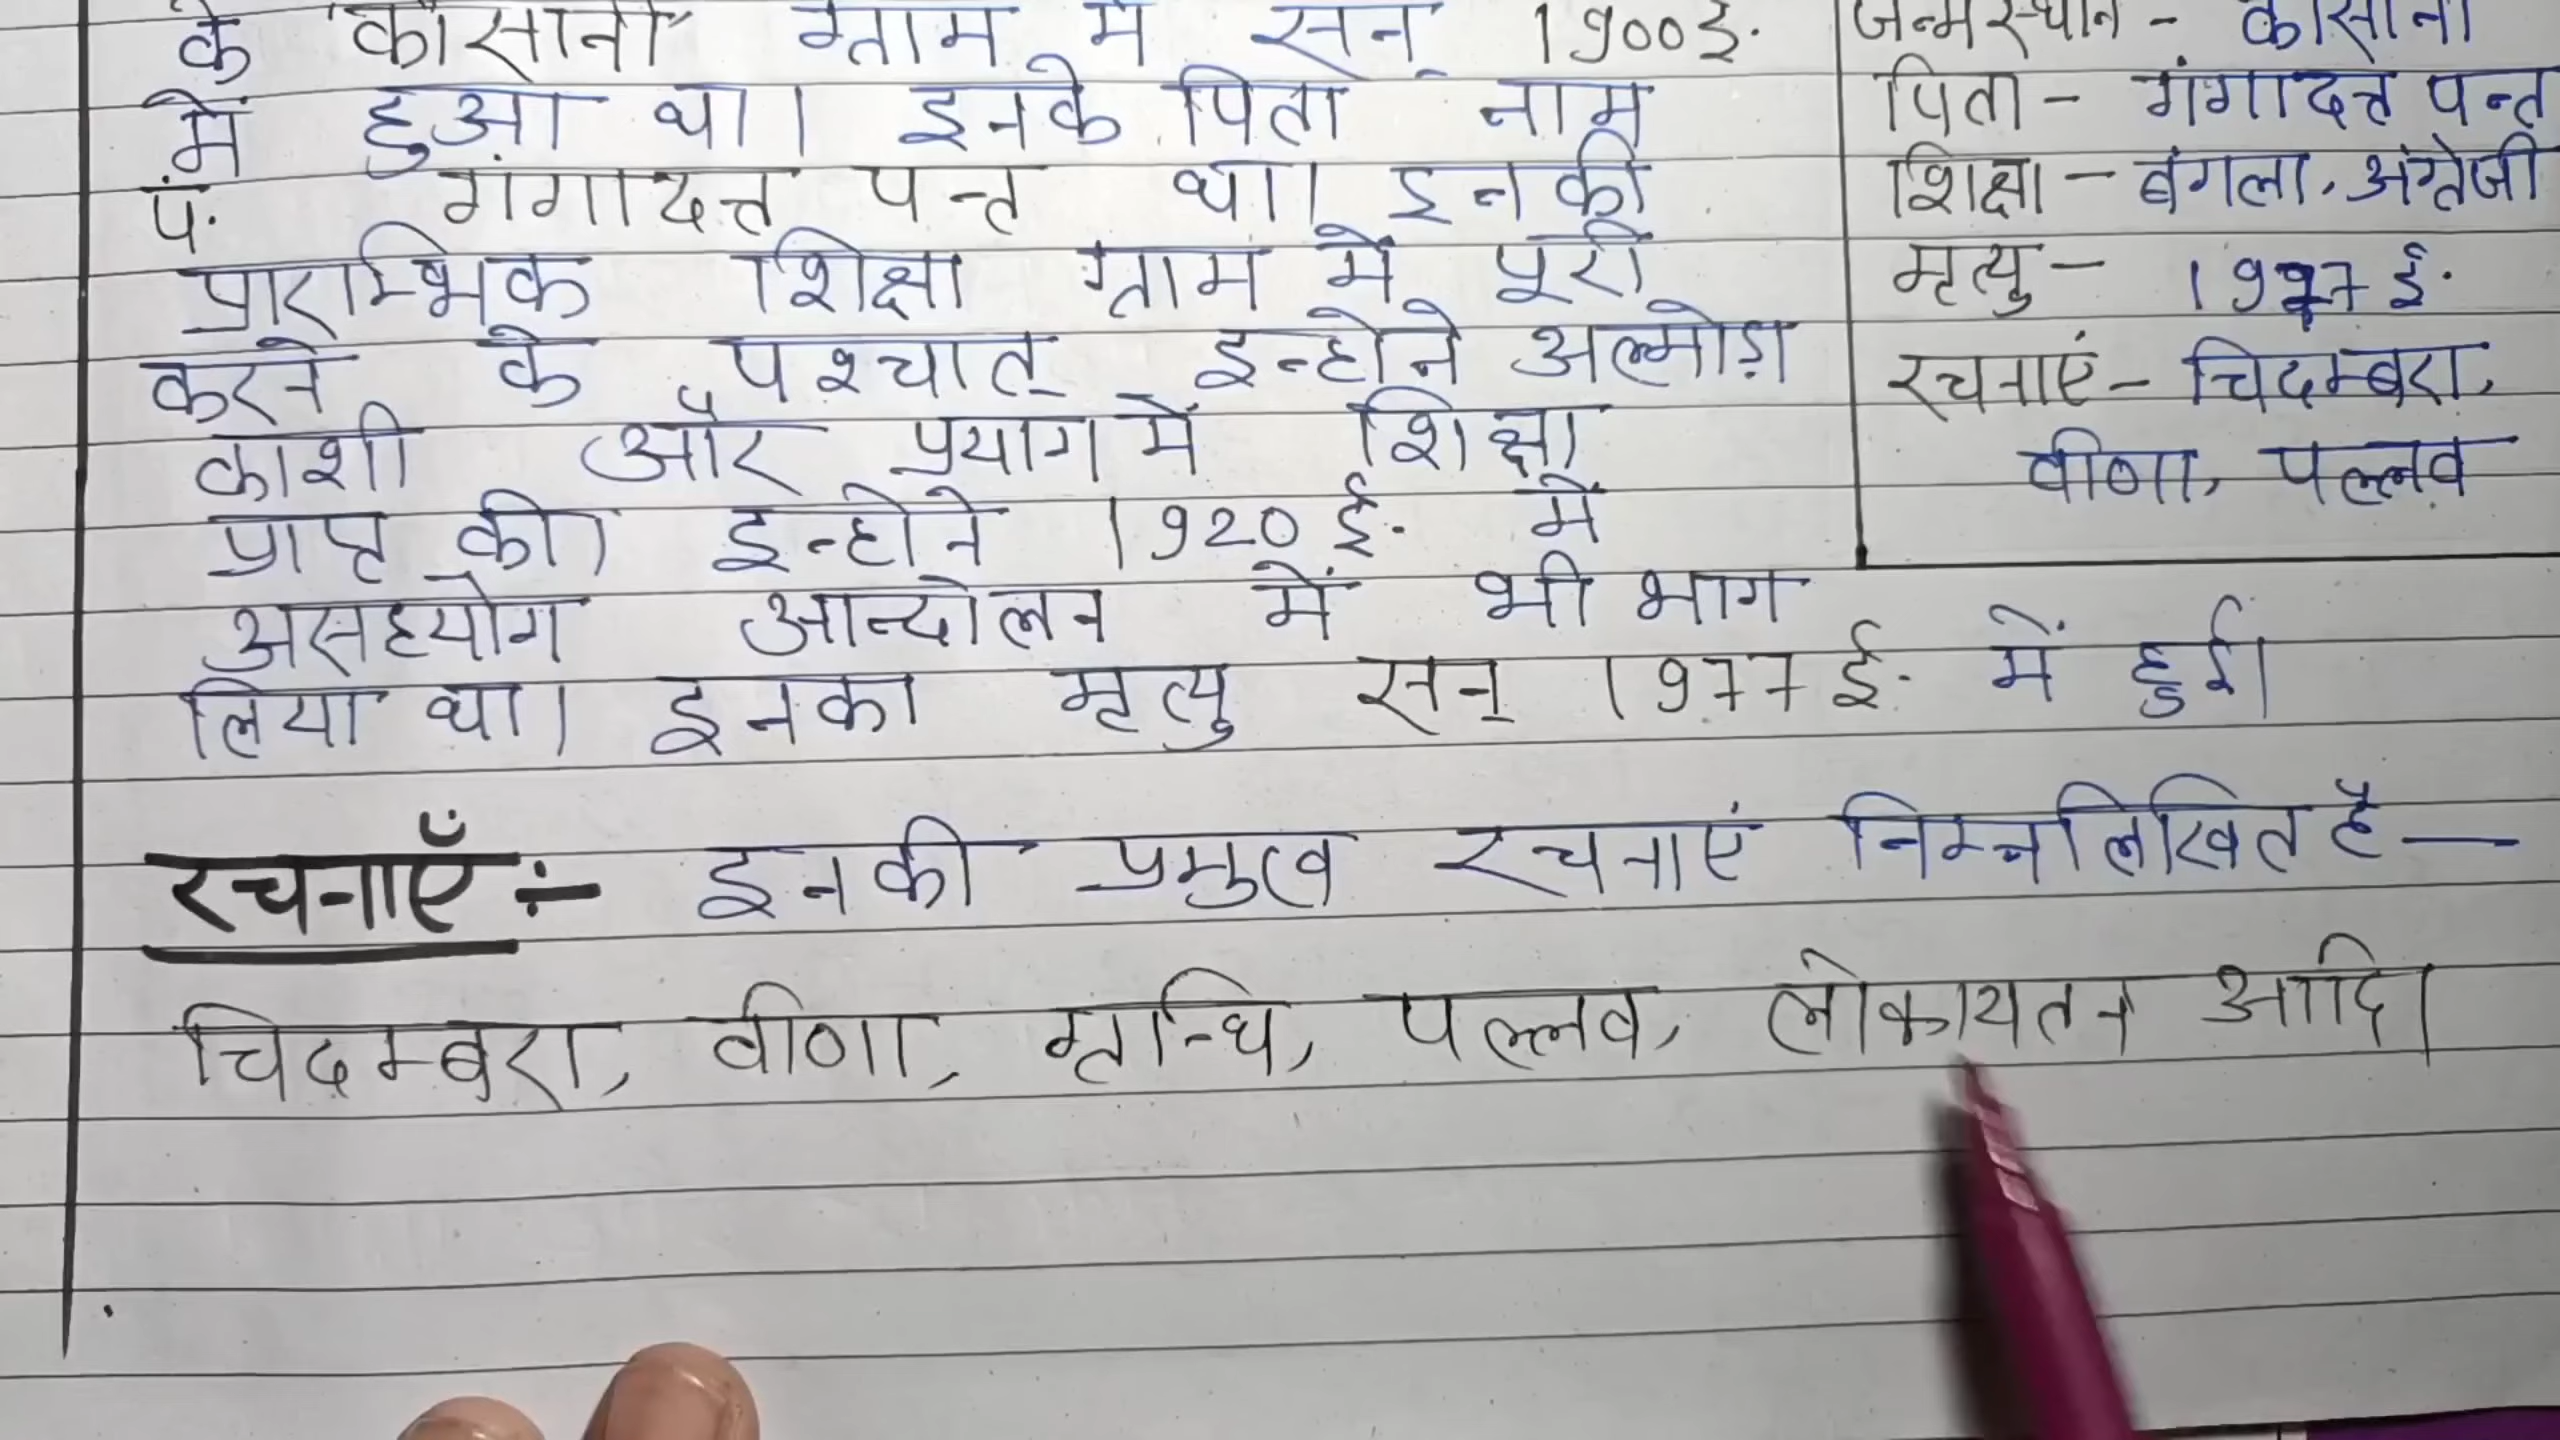 के कौसानी ग्राम में सन् 1900 ई.
में हुआ था। इनके पिता नाम
पं. गंगादत्त पन्त था। इनकी
प्रारम्भिक शिक्षा ग्राम में पूरी
करने के पश्चात् इन्होने अल्मोड़ा
काशी और प्रयाग में शिक्षा
प्राप्त की। इन्होने 1920 ई. में
असहयोग आन्दोलन में भी भाग
लिया था। इनका मृत्यु सन् 1977 ई. में हुई।
जन्मस्थान - कौसानी
पिता - गंगादत्त पन्त
शिक्षा - बंगला, अंग्रेजी
मृत्यु - 1977 ई.
रचनाएं - चिदम्बरा,
वीणा, पल्लव
रचनाएँ :- इनकी प्रमुख रचनाएं निम्नलिखित है —
चिदम्बरा, वीणा, ग्रन्थि, पल्लव, लोकायतन आदि।